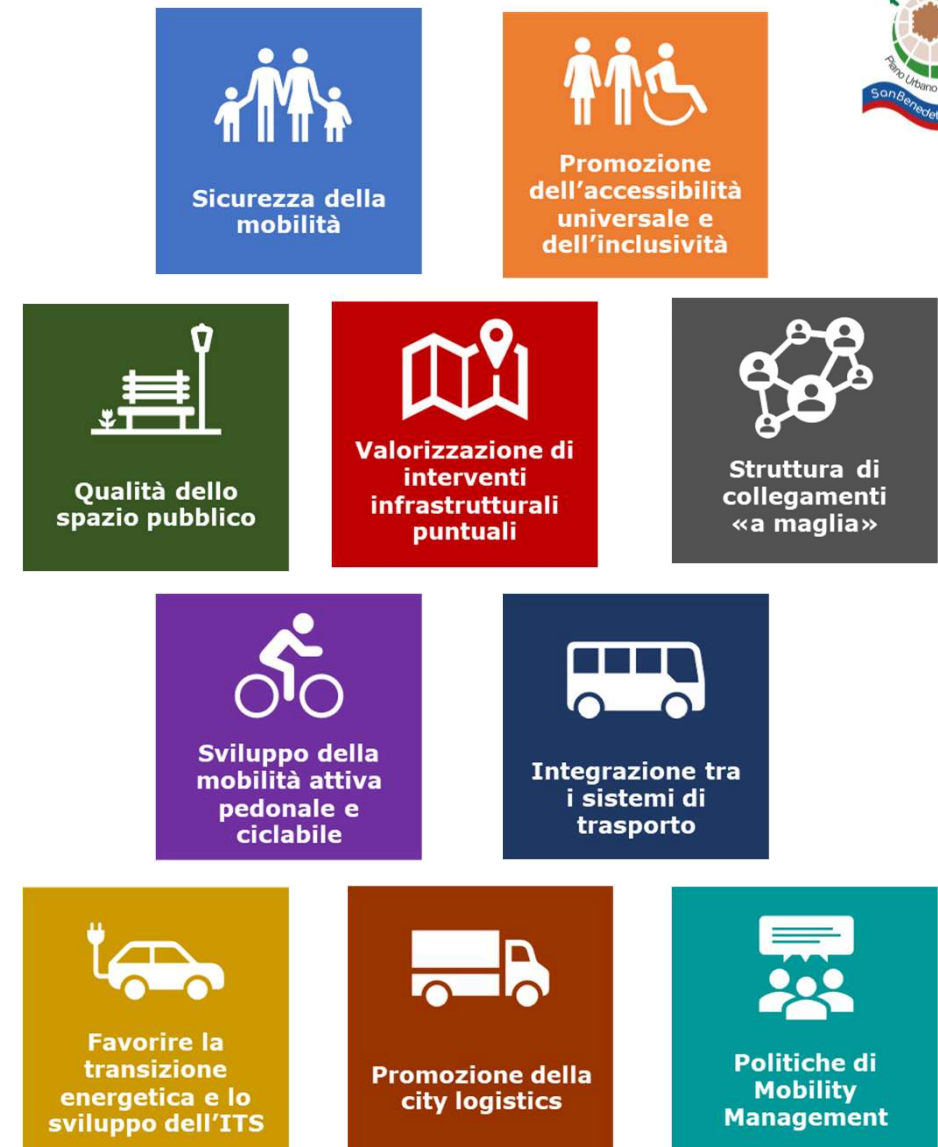 Piano Urbano
Sicurezza della
mobilità
Promozione
dell'accessibilità
universale e
dell'inclusività
Qualità dello
spazio pubblico
Valorizzazione di
interventi
infrastrutturali
puntuali
Struttura di
collegamenti
«a maglia»
Sviluppo della
mobilità attiva
pedonale e
ciclabile
Integrazione tra
i sistemi di
trasporto
Favorire la
transizione
energetica e lo
sviluppo dell'ITS
Promozione della
city logistics
Politiche di
Mobility
Management